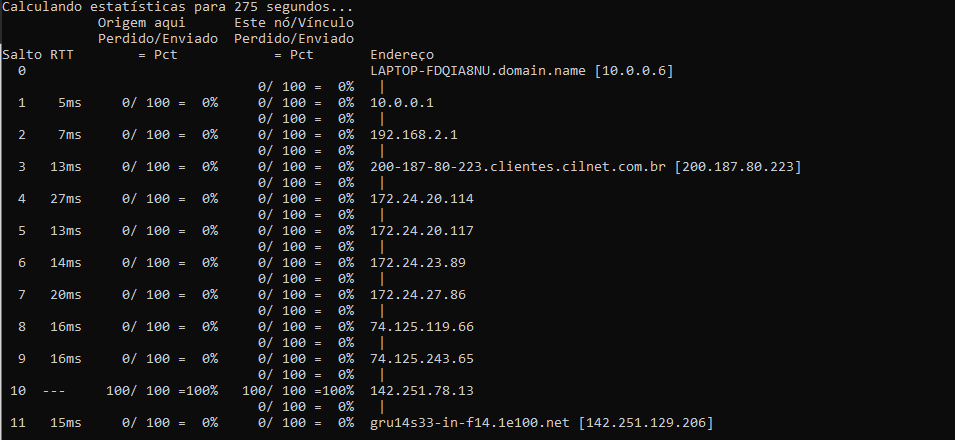 Calculando estatísticas para 275 segundos...
            Origem aqui      Este nó/Vínculo
            Perdido/Enviado  Perdido/Enviado
Salto RTT        = Pct            = Pct       Endereço
  0                                           LAPTOP-FDQIA8NU.domain.name [10.0.0.6]
                                0/ 100 =  0%   |
  1    5ms     0/ 100 =  0%     0/ 100 =  0%  10.0.0.1
                                0/ 100 =  0%   |
  2    7ms     0/ 100 =  0%     0/ 100 =  0%  192.168.2.1
                                0/ 100 =  0%   |
  3   13ms     0/ 100 =  0%     0/ 100 =  0%  200-187-80-223.clientes.cilnet.com.br [200.187.80.223]
                                0/ 100 =  0%   |
  4   27ms     0/ 100 =  0%     0/ 100 =  0%  172.24.20.114
                                0/ 100 =  0%   |
  5   13ms     0/ 100 =  0%     0/ 100 =  0%  172.24.20.117
                                0/ 100 =  0%   |
  6   14ms     0/ 100 =  0%     0/ 100 =  0%  172.24.23.89
                                0/ 100 =  0%   |
  7   20ms     0/ 100 =  0%     0/ 100 =  0%  172.24.27.86
                                0/ 100 =  0%   |
  8   16ms     0/ 100 =  0%     0/ 100 =  0%  74.125.119.66
                                0/ 100 =  0%   |
  9   16ms     0/ 100 =  0%     0/ 100 =  0%  74.125.243.65
                                0/ 100 =  0%   |
 10  ---     100/ 100 =100%   100/ 100 =100%  142.251.78.13
                                0/ 100 =  0%   |
 11   15ms     0/ 100 =  0%     0/ 100 =  0%  gru14s33-in-f14.1e100.net [142.251.129.206]